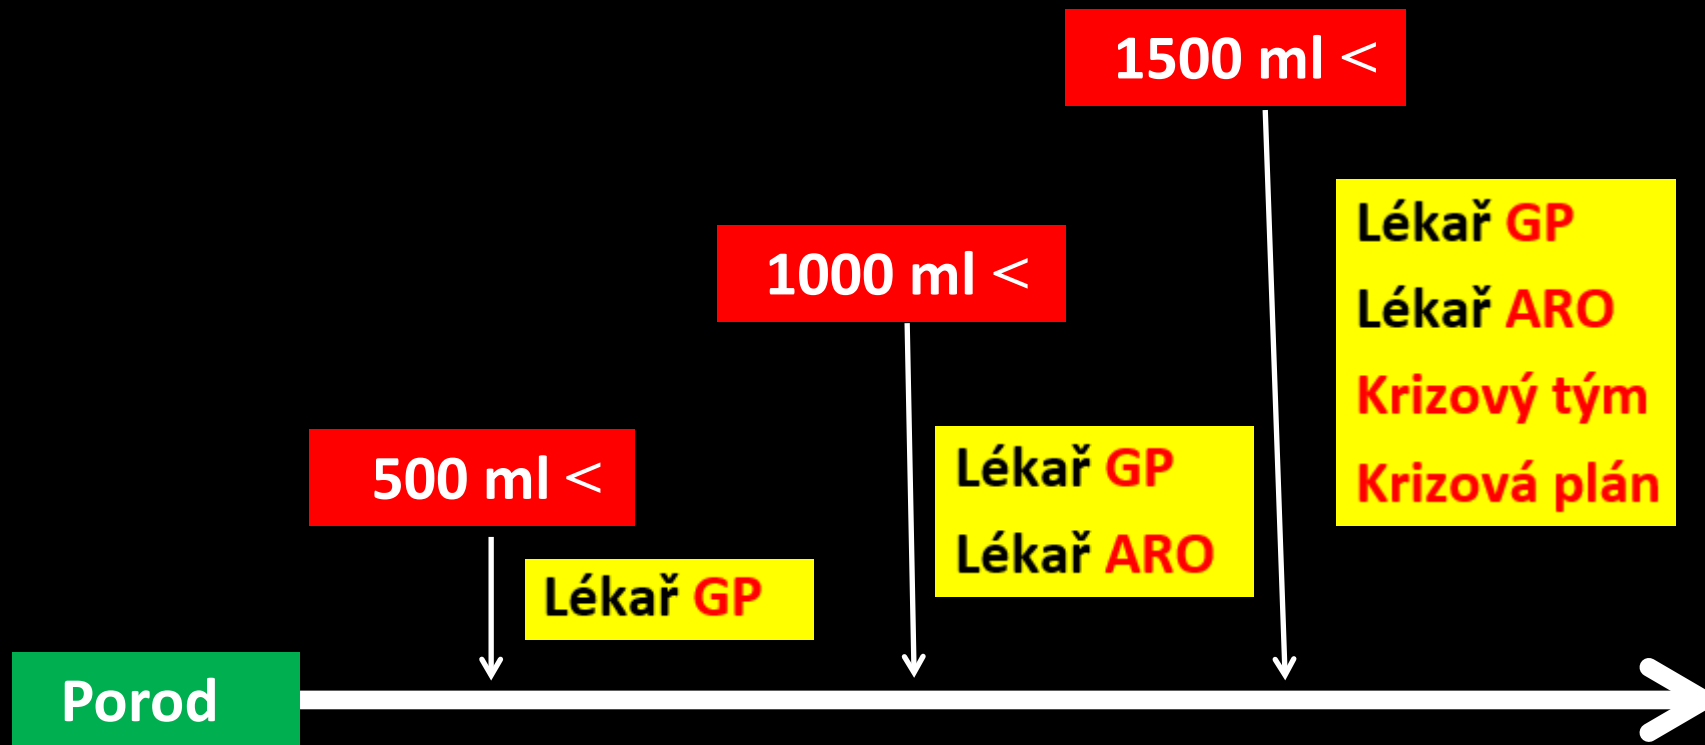 1500 ml <
Lékař GP
Lékař ARO
Krizový tým
Krizová plán
1000 ml <
Lékař GP
Lékař ARO
500 ml <
Lékař GP
Porod